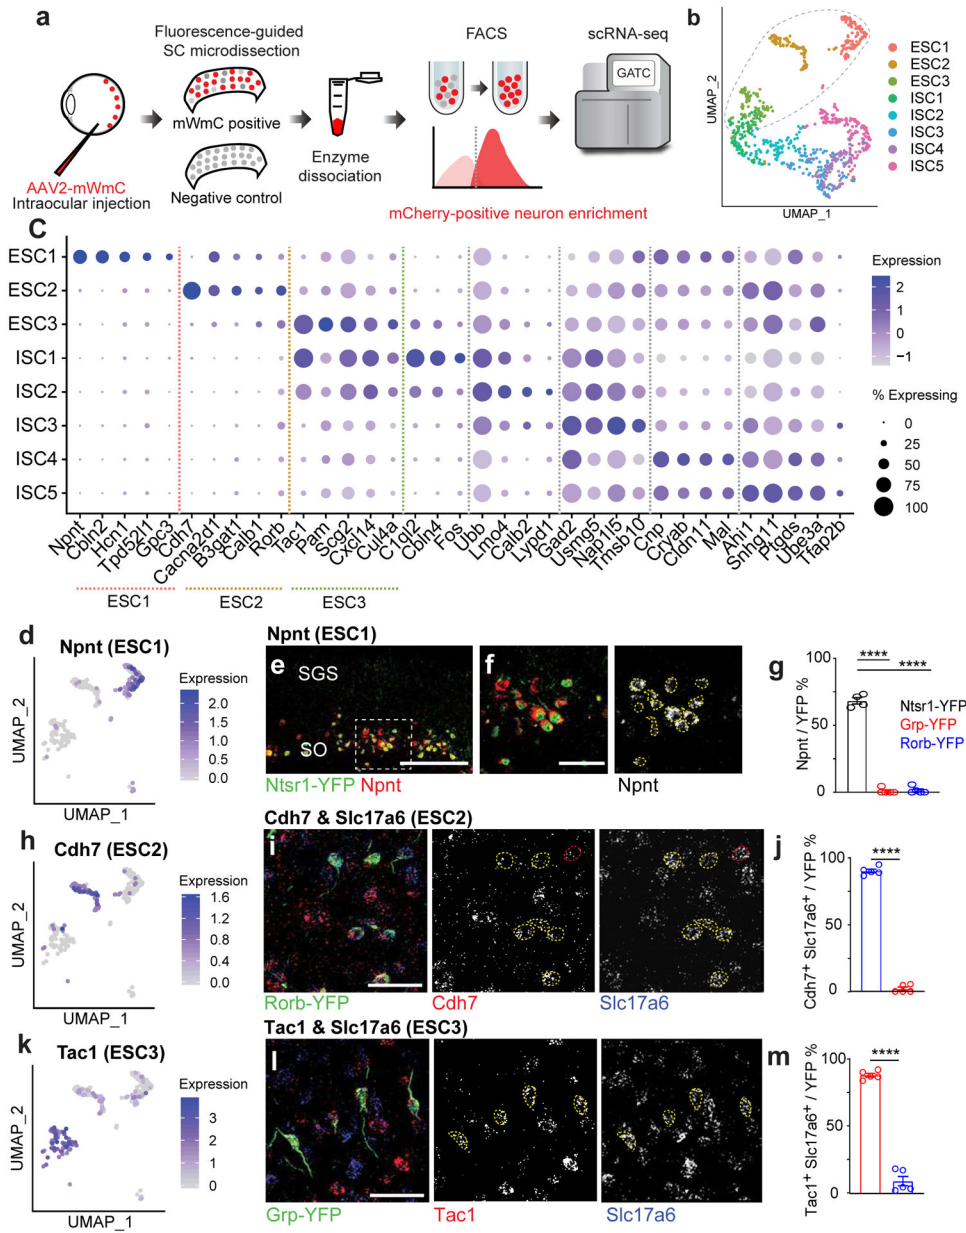 a
Fluorescence-guided
SC microdissection
FACS
scRNA-seq
GATC
mWmC positive
Enzyme
dissociation
AAV2-mWmC
Intraocular injection
Negative control
mCherry-positive neuron enrichment
b
UMAP_2
UMAP_1
ESC1
ESC2
ESC3
ISC1
ISC2
ISC3
ISC4
ISC5
C
ESC1
ESC2
ESC3
ISC1
ISC2
ISC3
ISC4
ISC5
Npnt
Cbln2
Hcn1
Tpd52l1
Gpc3
Cdh7
Cacna2d1
B3gat1
Calb1
Rorb
Tac1
Pam
Scg2
Cxcl14
Cul4a
C1ql2
Cbln4
Fos
Ubb
Lmo4
Calb2
Lypd1
Gad2
Usmg5
Nap1l5
Tmsb10
Cnp
Cryab
Cldn11
Mal
Ahi1
Snhg11
Ptgds
Ube3a
Tfap2b
ESC1
ESC2
ESC3
Expression
2
1
0
−1
% Expressing
0
25
50
75
100
d
Npnt (ESC1)
UMAP_2
UMAP_1
Expression
2.0
1.5
1.0
0.5
0.0
Npnt (ESC1)
e
SGS
SO
Ntsr1-YFP Npnt
f
Npnt
g
Npnt / YFP %
100
50
0
****
****
Ntsr1-YFP
Grp-YFP
Rorb-YFP
h
Cdh7 (ESC2)
UMAP_2
UMAP_1
Expression
1.6
1.2
0.8
0.4
0.0
Cdh7 & Slc17a6 (ESC2)
i
Rorb-YFP
Cdh7
Slc17a6
j
Cdh7+ Slc17a6+ / YFP %
100
50
0
****
k
Tac1 (ESC3)
UMAP_2
UMAP_1
Expression
3
2
1
0
Tac1 & Slc17a6 (ESC3)
l
Grp-YFP
Tac1
Slc17a6
m
Tac1+ Slc17a6+ / YFP %
100
50
0
****